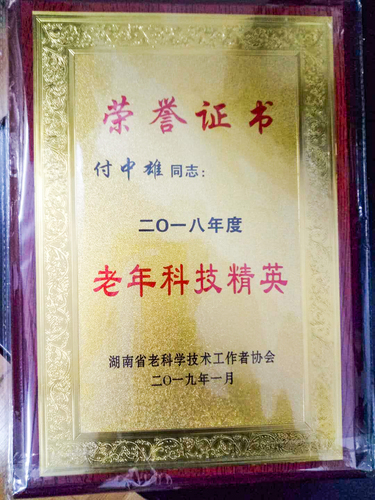 荣誉证书
付中雄同志：
二〇一八年度
老年科技精英
湖南省老科学技术工作者协会
二〇一九年一月